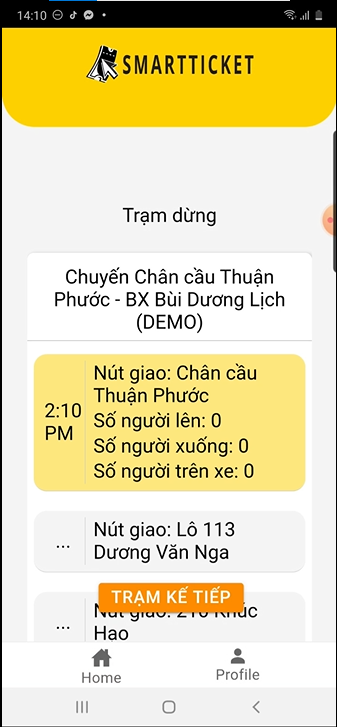 14:10
SMARTTICKET
Trạm dừng
Chuyến Chân cầu Thuận
Phước - BX Bùi Dương Lịch
(DEMO)
2:10
PM
Nút giao: Chân cầu
Thuận Phước
Số người lên: 0
Số người xuống: 0
Số người trên xe: 0
...
Nút giao: Lô 113
Dương Văn Nga
TRẠM KẾ TIẾP
...
Nút giao: 210 Khúc
Hạo
Home
Profile